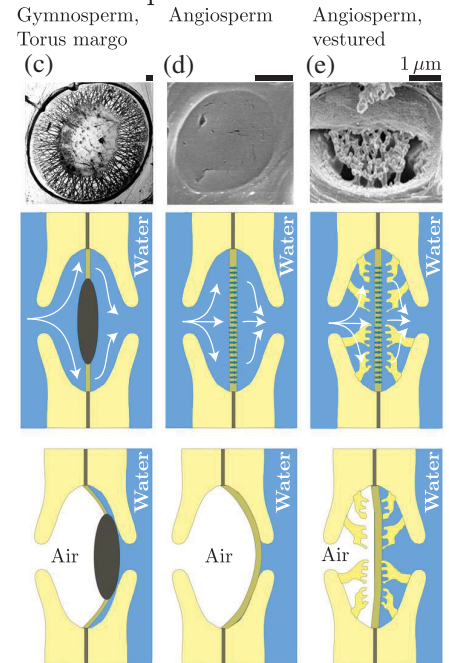 Gymnosperm,
Torus margo
Angiosperm
Angiosperm,
vestured
(c)
(d)
(e)
1 μm
Water
Water
Water
Air
Water
Air
Water
Air
Water